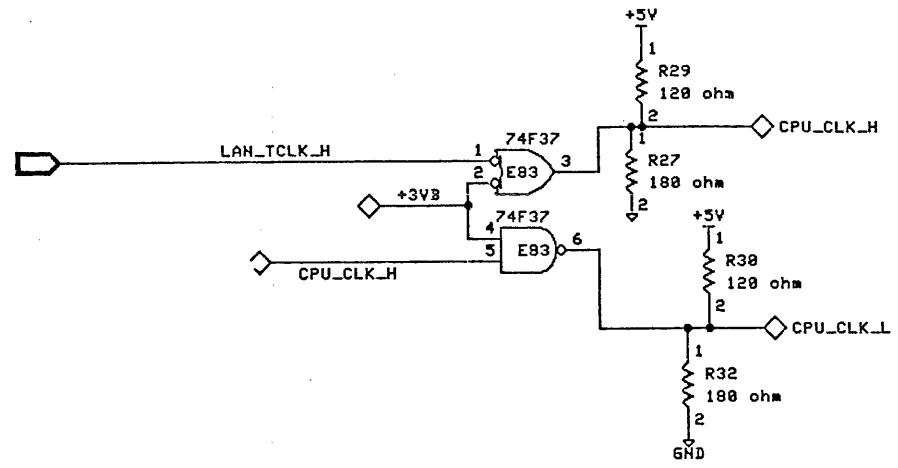 +5V
1
R29
120 ohm
2
CPU_CLK_H
LAN_TCLK_H
74F37
1
2
E83
3
1
R27
180 ohm
2
+3VB
74F37
4
5
E83
6
CPU_CLK_H
+5V
1
R30
120 ohm
2
CPU_CLK_L
1
R32
180 ohm
2
GND